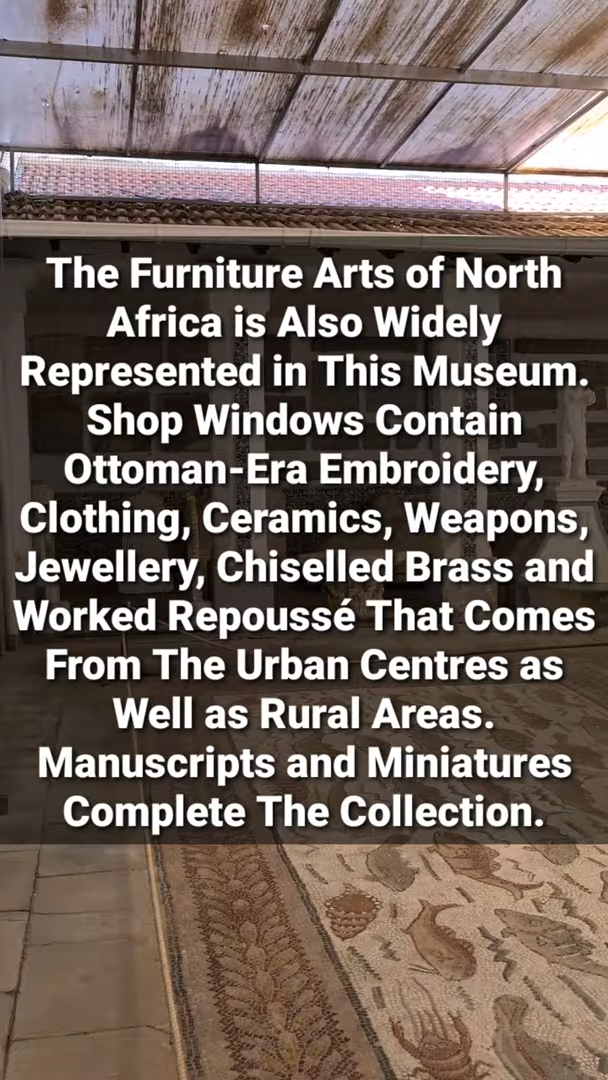 The Furniture Arts of North
Africa is Also Widely
Represented in This Museum.
Shop Windows Contain
Ottoman-Era Embroidery,
Clothing, Ceramics, Weapons,
Jewellery, Chiselled Brass and
Worked Repoussé That Comes
From The Urban Centres as
Well as Rural Areas.
Manuscripts and Miniatures
Complete The Collection.